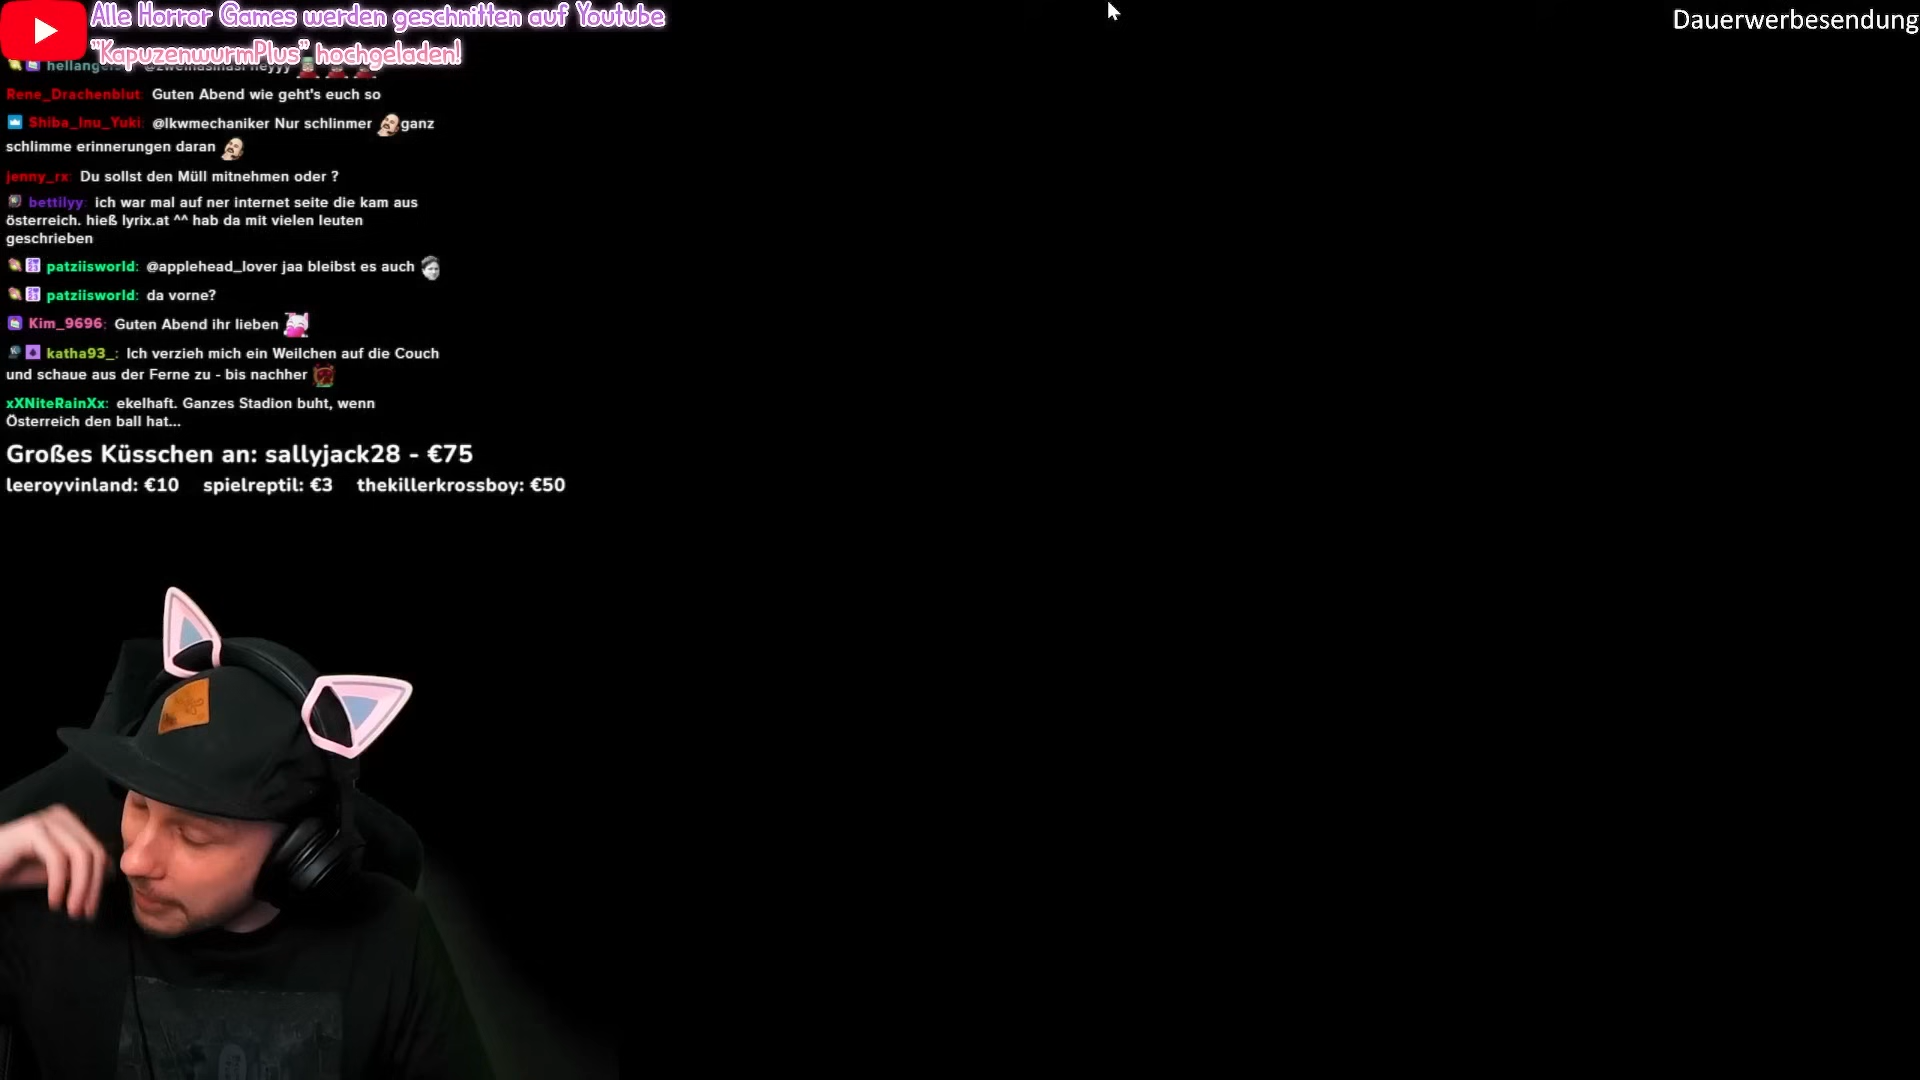 Alle Horror Games werden geschnitten auf Youtube
"KapuzenwurmPlus" hochgeladen!
Dauerwerbesendung
Rene_Drachenblut: Guten Abend wie geht's euch so
Shiba_Inu_Yuki: @lkwmechaniker Nur schlinmer ganz
schlimme erinnerungen daran
jenny_rx: Du sollst den Müll mitnehmen oder ?
bettilyy: ich war mal auf ner internet seite die kam aus
österreich. hieß lyrix.at ^^ hab da mit vielen leuten
geschrieben
patziisworld: @applehead_lover jaa bleibst es auch
patziisworld: da vorne?
Kim_9696: Guten Abend ihr lieben
katha93_: Ich verzieh mich ein Weilchen auf die Couch
und schaue aus der Ferne zu - bis nachher
xXNiteRainXx: ekelhaft. Ganzes Stadion buht, wenn
Österreich den ball hat...
Großes Küsschen an: sallyjack28 - €75
leeroyvinland: €10 spielreptil: €3 thekillerkrossboy: €50